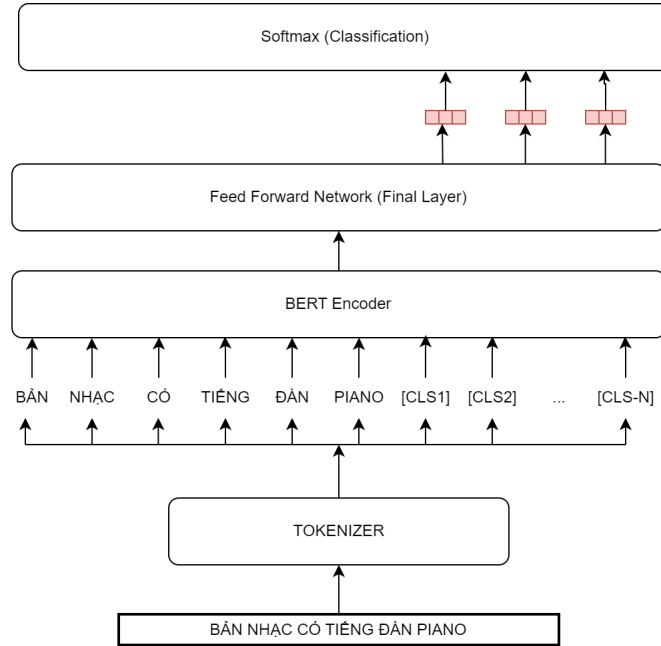 Softmax (Classification)
Feed Forward Network (Final Layer)
BERT Encoder
BẢN NHẠC CÓ TIẾNG ĐÀN PIANO [CLS1] [CLS2] ... [CLS-N]
TOKENIZER
BẢN NHẠC CÓ TIẾNG ĐÀN PIANO